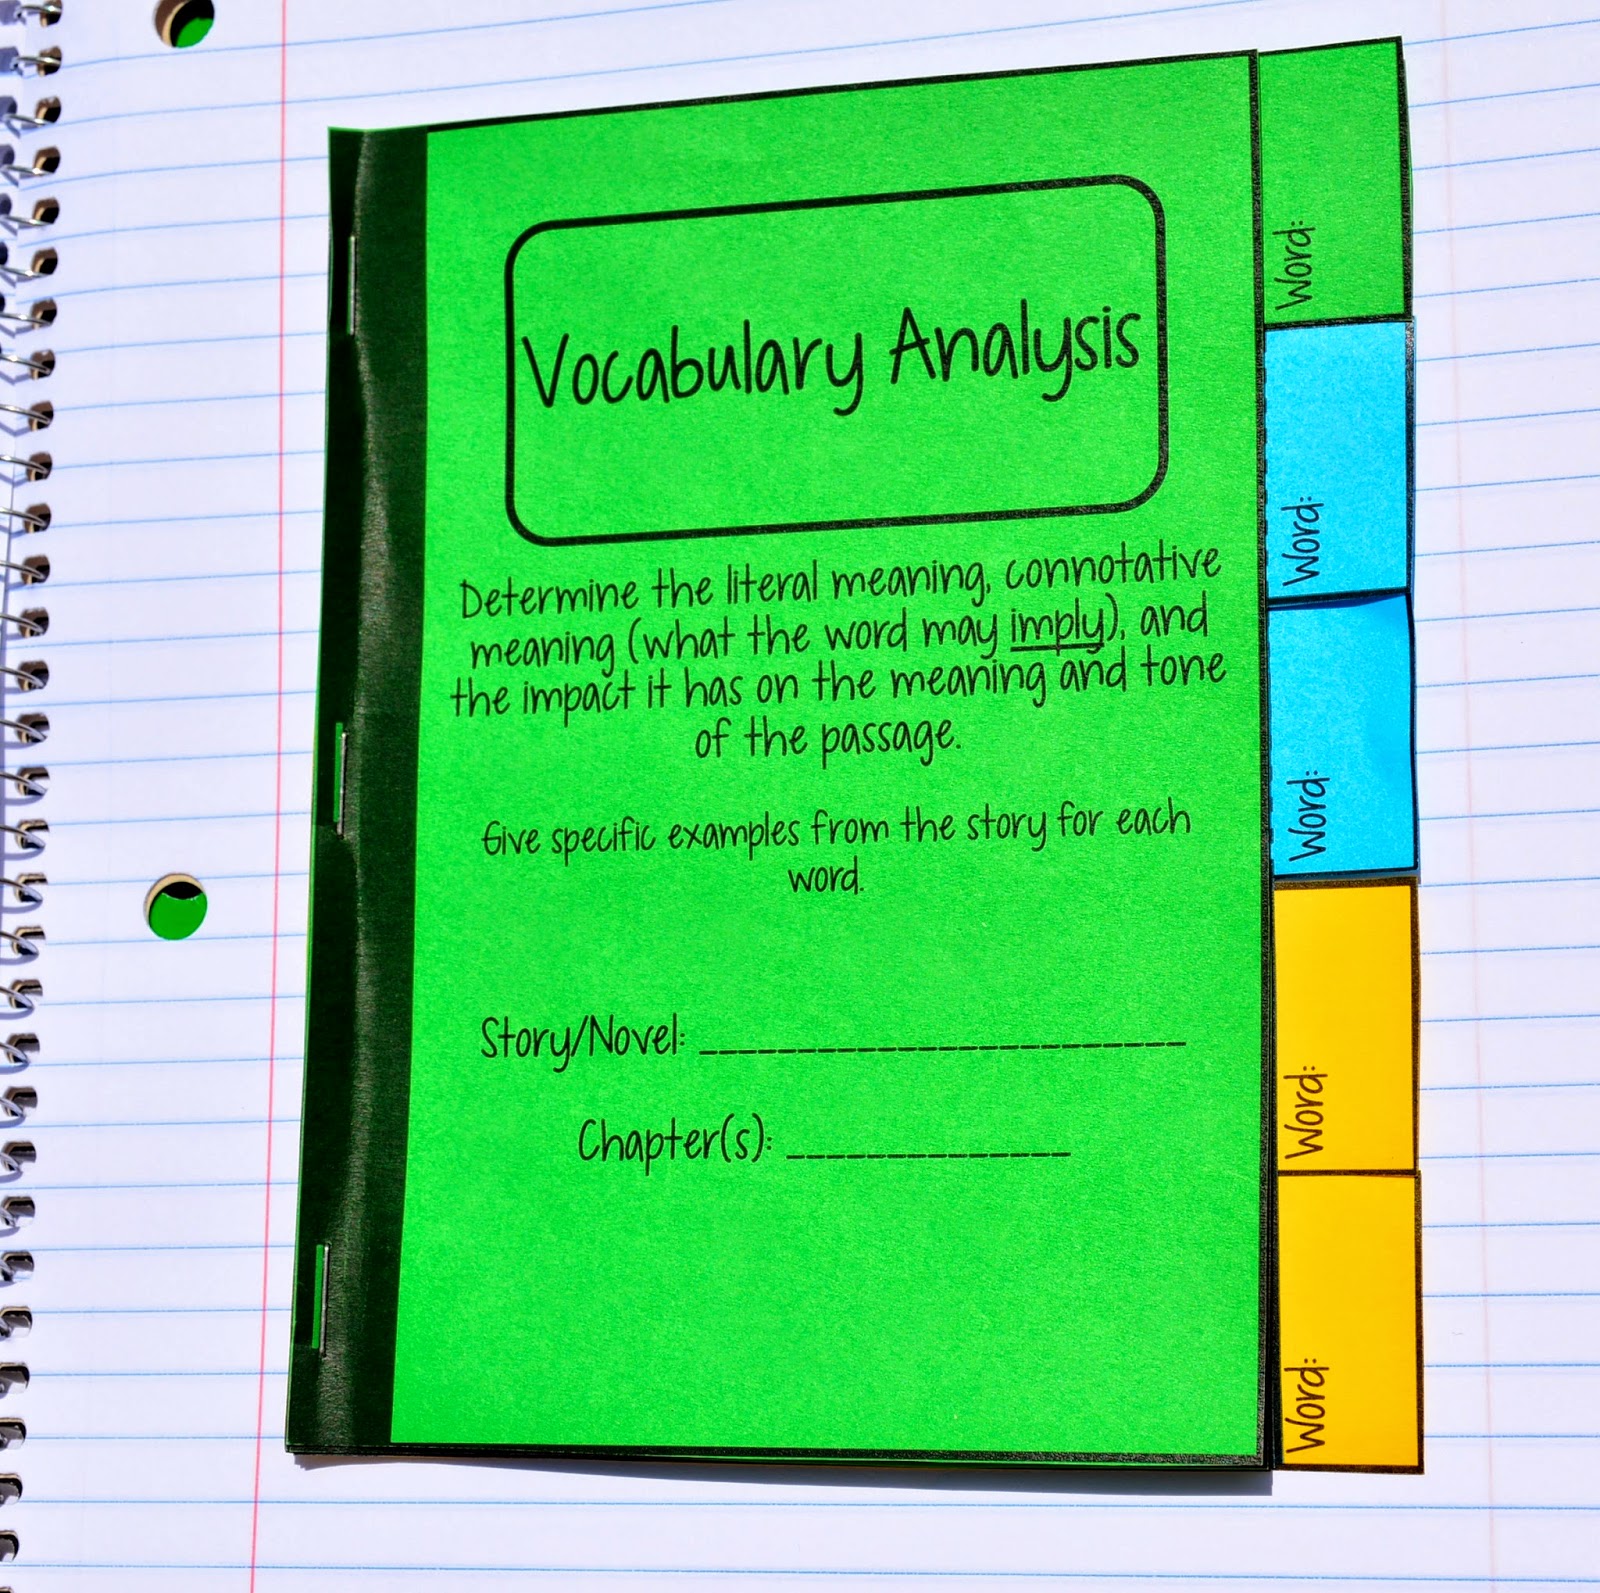 Vocabulary Analysis
Determine the literal meaning, connotative
meaning (what the word may imply), and
the impact it has on the meaning and tone
of the passage.
Give specific examples from the story for each
word.
Story/Novel: _________________________
Chapter(s): _______________
Word:
Word:
Word:
Word:
Word: